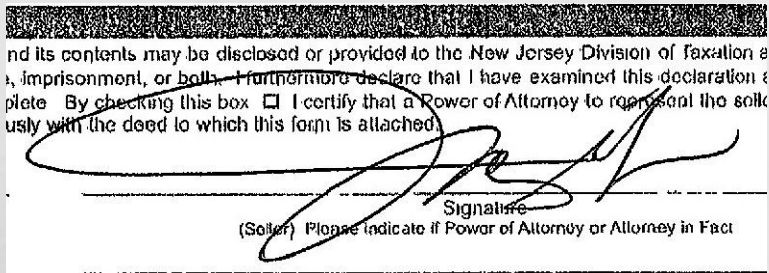 nd its contents may be disclosed or provided to the New Jersey Division of Taxation a
, imprisonment, or both. I furthermore declare that I have examined this declaration a
plete By checking this box ☐ I certify that a Power of Attorney to represent the selle
usly with the deed to which this form is attached.
Signature
(Seller) Please indicate if Power of Attorney or Attorney in Fact